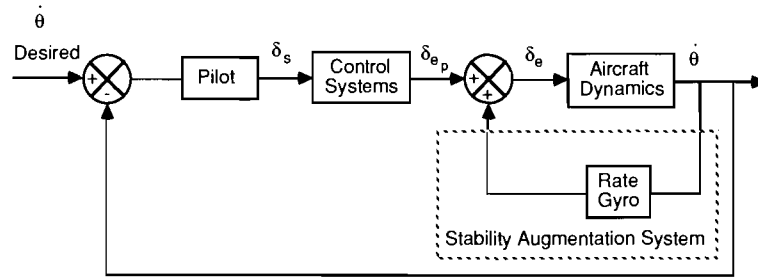 θ̇
Desired
+
-
Pilot
δs
Control
Systems
δep
+
+
δe
Aircraft
Dynamics
θ̇
Rate
Gyro
Stability Augmentation System